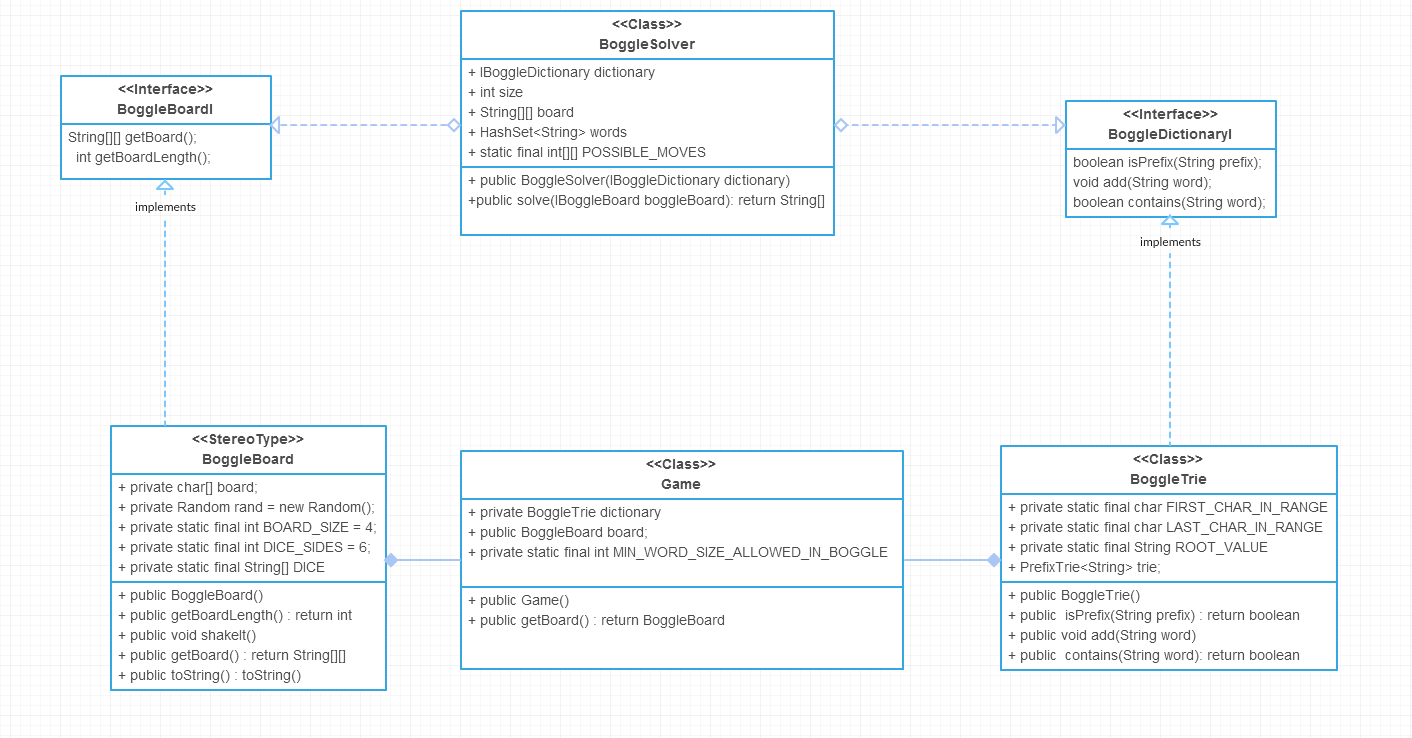 <<Class>>
BoggleSolver
+ IBoggleDictionary dictionary
+ int size
+ String[][] board
+ HashSet<String> words
+ static final int[][] POSSIBLE_MOVES
+ public BoggleSolver(IBoggleDictionary dictionary)
+public solve(IBoggleBoard boggleBoard): return String[]
<<Interface>>
BoggleBoardI
String[][] getBoard();
int getBoardLength();
implements
<<Interface>>
BoggleDictionaryI
boolean isPrefix(String prefix);
void add(String word);
boolean contains(String word);
implements
<<StereoType>>
BoggleBoard
+ private char[] board;
+ private Random rand = new Random();
+ private static final int BOARD_SIZE = 4;
+ private static final int DICE_SIDES = 6;
+ private static final String[] DICE
+ public BoggleBoard()
+ public getBoardLength() : return int
+ public void shakeIt()
+ public getBoard() : return String[][]
+ public toString() : toString()
<<Class>>
Game
+ private BoggleTrie dictionary
+ public BoggleBoard board;
+ private static final int MIN_WORD_SIZE_ALLOWED_IN_BOGGLE
+ public Game()
+ public getBoard() : return BoggleBoard
<<Class>>
BoggleTrie
+ private static final char FIRST_CHAR_IN_RANGE
+ private static final char LAST_CHAR_IN_RANGE
+ private static final String ROOT_VALUE
+ PrefixTrie<String> trie;
+ public BoggleTrie()
+ public  isPrefix(String prefix) : return boolean
+ public void add(String word)
+ public  contains(String word): return boolean